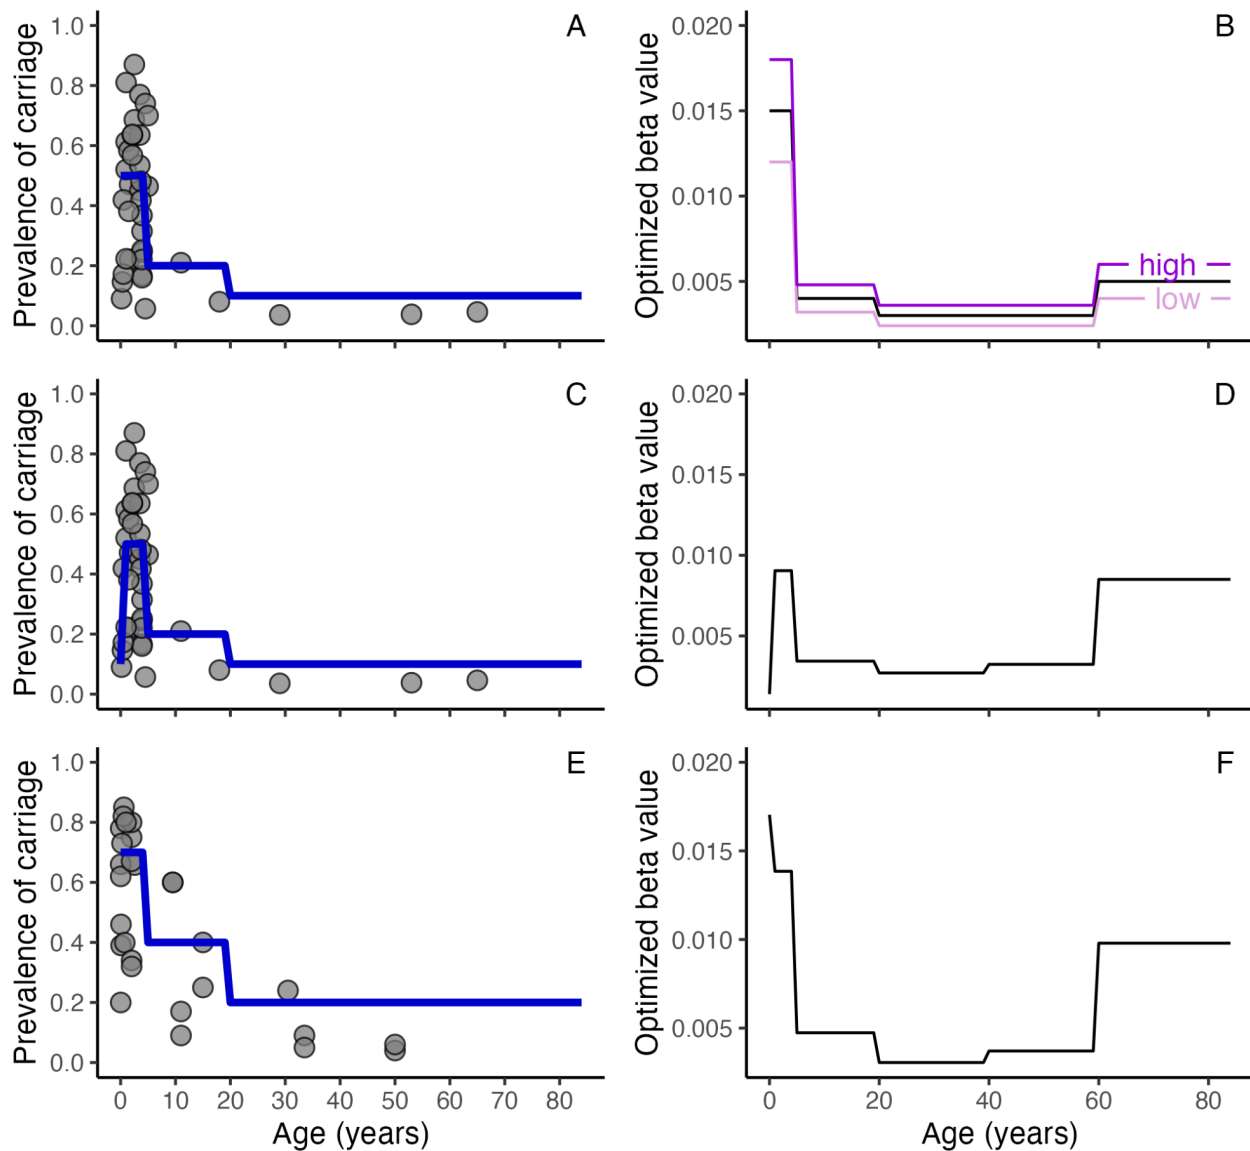 A
Prevalence of carriage
1.0
0.8
0.6
0.4
0.2
0.0
B
Optimized beta value
0.020
0.015
0.010
0.005
high
low
C
Prevalence of carriage
1.0
0.8
0.6
0.4
0.2
0.0
D
Optimized beta value
0.020
0.015
0.010
0.005
E
Prevalence of carriage
1.0
0.8
0.6
0.4
0.2
0.0
0 10 20 30 40 50 60 70 80
Age (years)
F
Optimized beta value
0.020
0.015
0.010
0.005
0 20 40 60 80
Age (years)